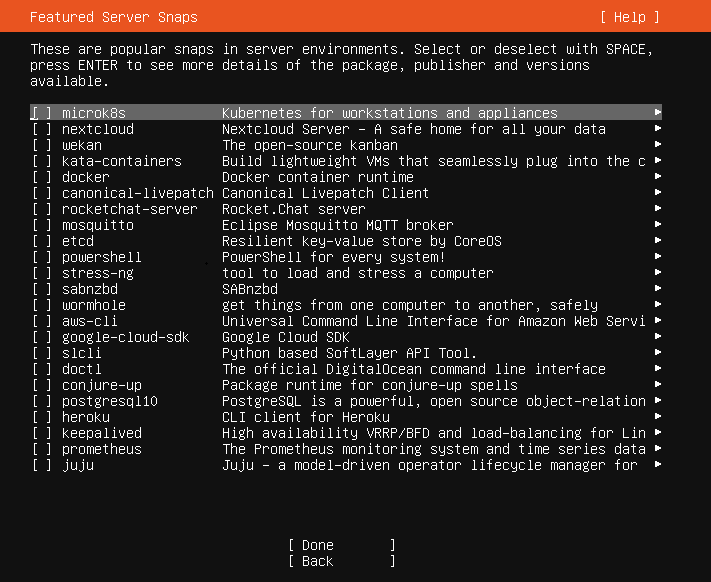 Featured Server Snaps [ Help ]
These are popular snaps in server environments. Select or deselect with SPACE,
press ENTER to see more details of the package, publisher and versions
available.
[ ] microk8s Kubernetes for workstations and appliances ▸
[ ] nextcloud Nextcloud Server - A safe home for all your data ▸
[ ] wekan The open-source kanban ▸
[ ] kata-containers Build lightweight VMs that seamlessly plug into the c ▸
[ ] docker Docker container runtime ▸
[ ] canonical-livepatch Canonical Livepatch Client ▸
[ ] rocketchat-server Rocket.Chat server ▸
[ ] mosquitto Eclipse Mosquitto MQTT broker ▸
[ ] etcd Resilient key-value store by CoreOS ▸
[ ] powershell PowerShell for every system! ▸
[ ] stress-ng tool to load and stress a computer ▸
[ ] sabnzbd SABnzbd ▸
[ ] wormhole get things from one computer to another, safely ▸
[ ] aws-cli Universal Command Line Interface for Amazon Web Servi ▸
[ ] google-cloud-sdk Google Cloud SDK ▸
[ ] slcli Python based SoftLayer API Tool. ▸
[ ] doctl The official DigitalOcean command line interface ▸
[ ] conjure-up Package runtime for conjure-up spells ▸
[ ] postgresql10 PostgreSQL is a powerful, open source object-relation ▸
[ ] heroku CLI client for Heroku ▸
[ ] keepalived High availability VRRP/BFD and load-balancing for Lin ▸
[ ] prometheus The Prometheus monitoring system and time series data ▸
[ ] juju Juju - a model-driven operator lifecycle manager for ▸
[ Done ]
[ Back ]